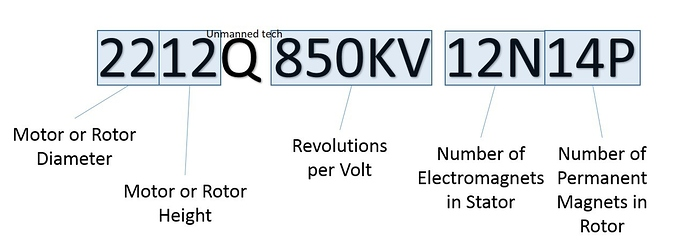 Unmanned tech
2212Q 850KV 12N14P
Motor or Rotor
Diameter
Motor or Rotor
Height
Revolutions
per Volt
Number of
Electromagnets
in Stator
Number of
Permanent
Magnets in
Rotor